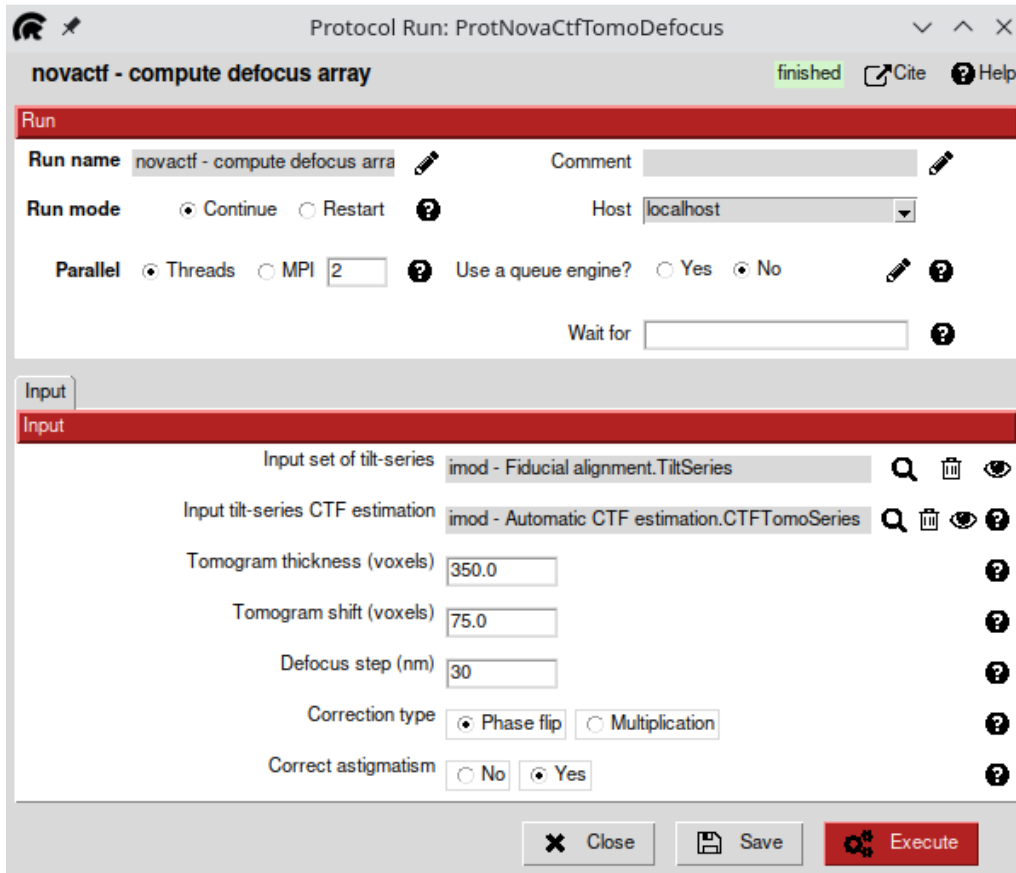 Protocol Run: ProtNovaCtfTomoDefocus
novactf - compute defocus array finished Cite Help
Run
Run name novactf - compute defocus arra Comment
Run mode Continue Restart Host localhost
Parallel Threads MPI 2 Use a queue engine? Yes No
Wait for
Input
Input
Input set of tilt-series imod - Fiducial alignment.TiltSeries
Input tilt-series CTF estimation imod - Automatic CTF estimation.CTFTomoSeries
Tomogram thickness (voxels) 350.0
Tomogram shift (voxels) 75.0
Defocus step (nm) 30
Correction type Phase flip Multiplication
Correct astigmatism No Yes
Close Save Execute